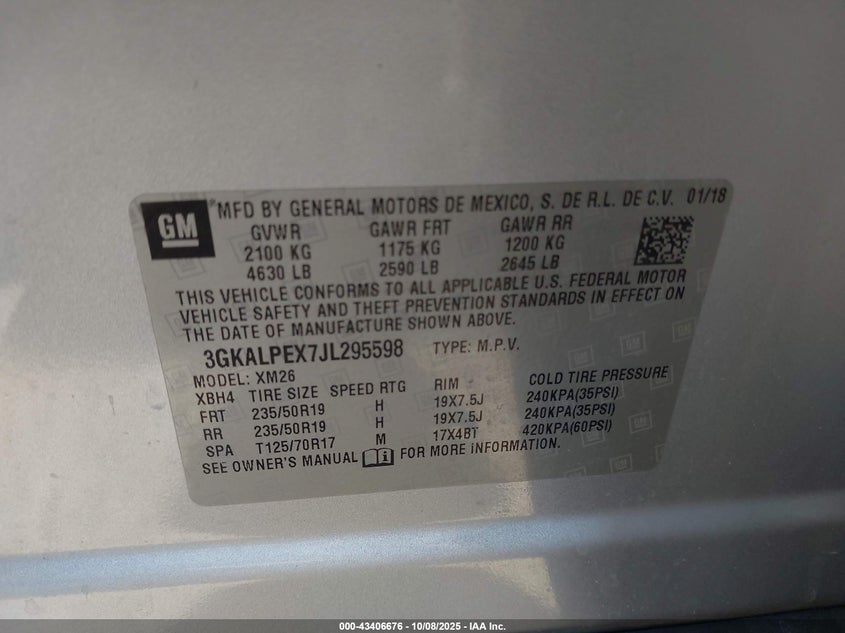 GM
MFD BY GENERAL MOTORS DE MEXICO, S. DE R.L. DE C.V. 01/18
GVWR GAWR FRT GAWR RR
2100 KG 1175 KG 1200 KG
4630 LB 2590 LB 2645 LB
THIS VEHICLE CONFORMS TO ALL APPLICABLE U.S. FEDERAL MOTOR
VEHICLE SAFETY AND THEFT PREVENTION STANDARDS IN EFFECT ON
THE DATE OF MANUFACTURE SHOWN ABOVE.
3GKALPEX7JL295598 TYPE: M.P.V.
MODEL: XM26
XBH4 TIRE SIZE SPEED RTG RIM COLD TIRE PRESSURE
FRT 235/50R19 H 19X7.5J 240KPA(35PSI)
RR 235/50R19 H 19X7.5J 240KPA(35PSI)
SPA T125/70R17 M 17X4BT 420KPA(60PSI)
SEE OWNER'S MANUAL FOR MORE INFORMATION.
000-43406676 - 10/08/2025 - IAA Inc.